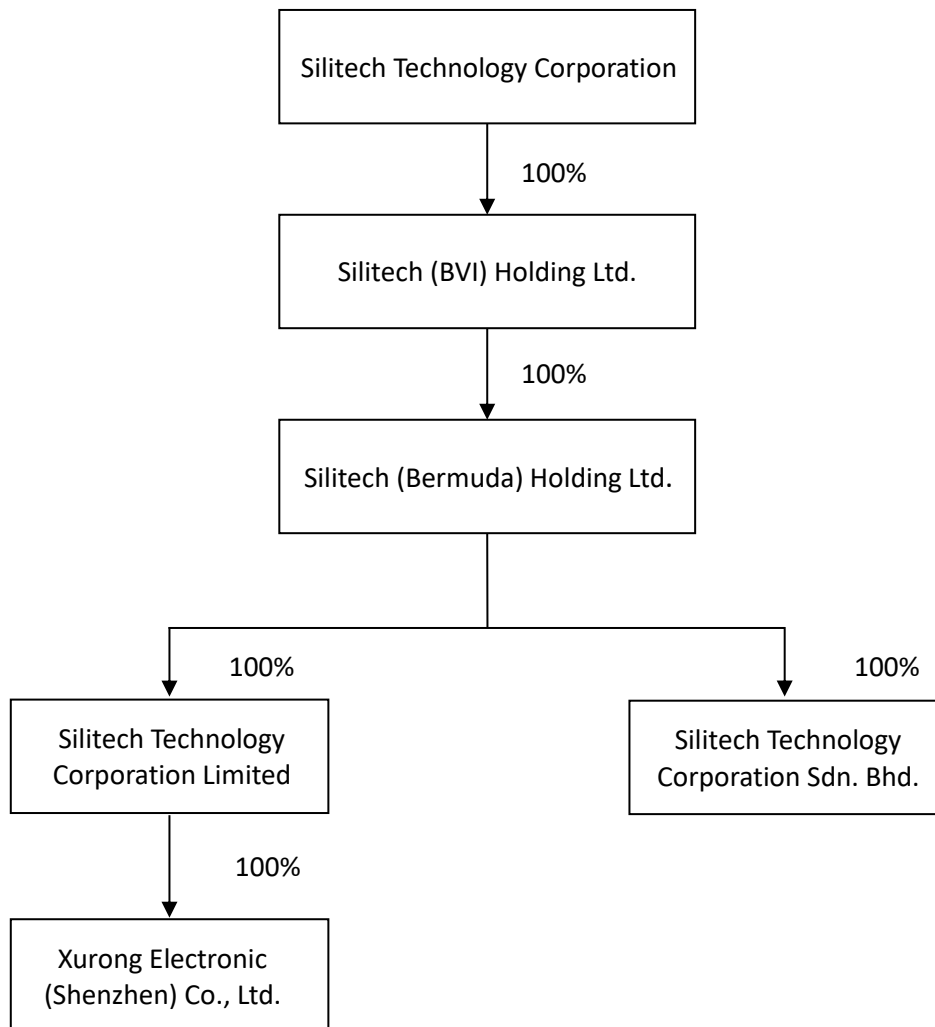 Silitech Technology Corporation
100%
Silitech (BVI) Holding Ltd.
100%
Silitech (Bermuda) Holding Ltd.
100%
100%
Silitech Technology
Corporation Limited
Silitech Technology
Corporation Sdn. Bhd.
100%
Xurong Electronic
(Shenzhen) Co., Ltd.